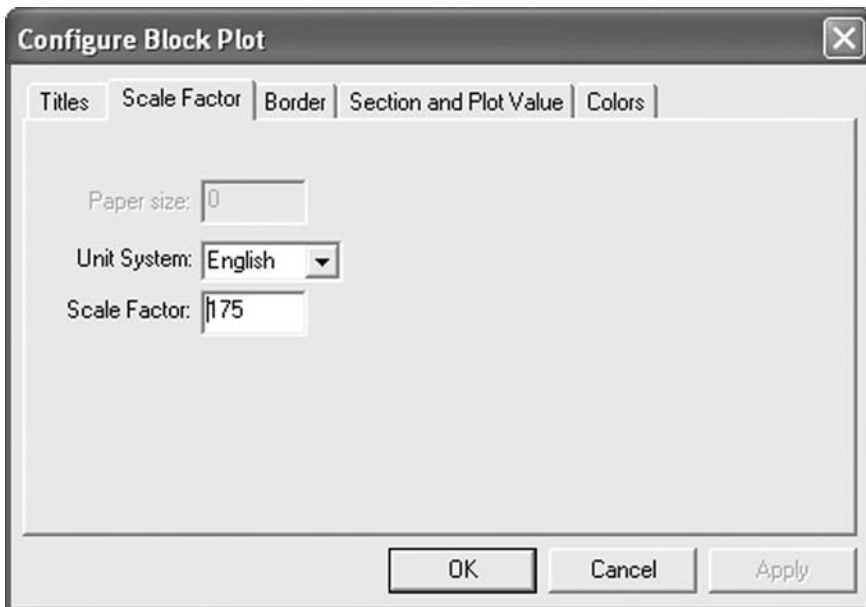 Configure Block Plot
Titles Scale Factor Border Section and Plot Value Colors
Paper size: 0
Unit System: English
Scale Factor: 175
OK Cancel Apply